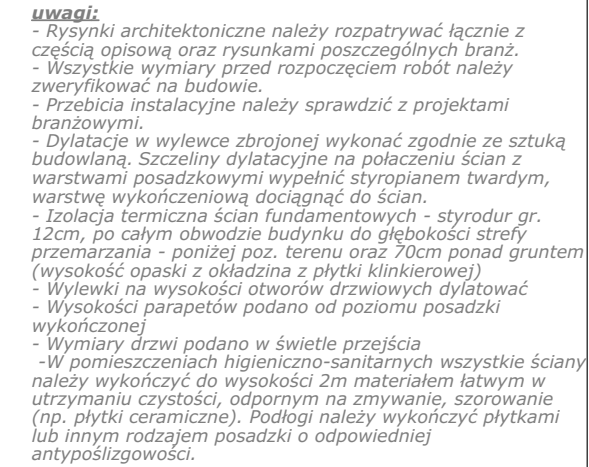 uwagi:
- Rysynki architektoniczne należy rozpatrywać łącznie z
częścią opisową oraz rysunkami poszczególnych branż.
- Wszystkie wymiary przed rozpoczęciem robót należy
zweryfikować na budowie.
- Przebicia instalacyjne należy sprawdzić z projektami
branżowymi.
- Dylatacje w wylewce zbrojonej wykonać zgodnie ze sztuką
budowlaną. Szczeliny dylatacyjne na połaczeniu ścian z
warstwami posadzkowymi wypełnić styropianem twardym,
warstwę wykończeniową dociągnąć do ścian.
- Izolacja termiczna ścian fundamentowych - styrodur gr.
12cm, po całym obwodzie budynku do głębokości strefy
przemarzania - poniżej poz. terenu oraz 70cm ponad gruntem
(wysokość opaski z okładzina z płytki klinkierowej)
- Wylewki na wysokości otworów drzwiowych dylatować
- Wysokości parapetów podano od poziomu posadzki
wykończonej
- Wymiary drzwi podano w świetle przejścia
-W pomieszczeniach higieniczno-sanitarnych wszystkie ściany
należy wykończyć do wysokości 2m materiałem łatwym w
utrzymaniu czystości, odpornym na zmywanie, szorowanie
(np. płytki ceramiczne). Podłogi należy wykończyć płytkami
lub innym rodzajem posadzki o odpowiedniej
antypoślizgowości.